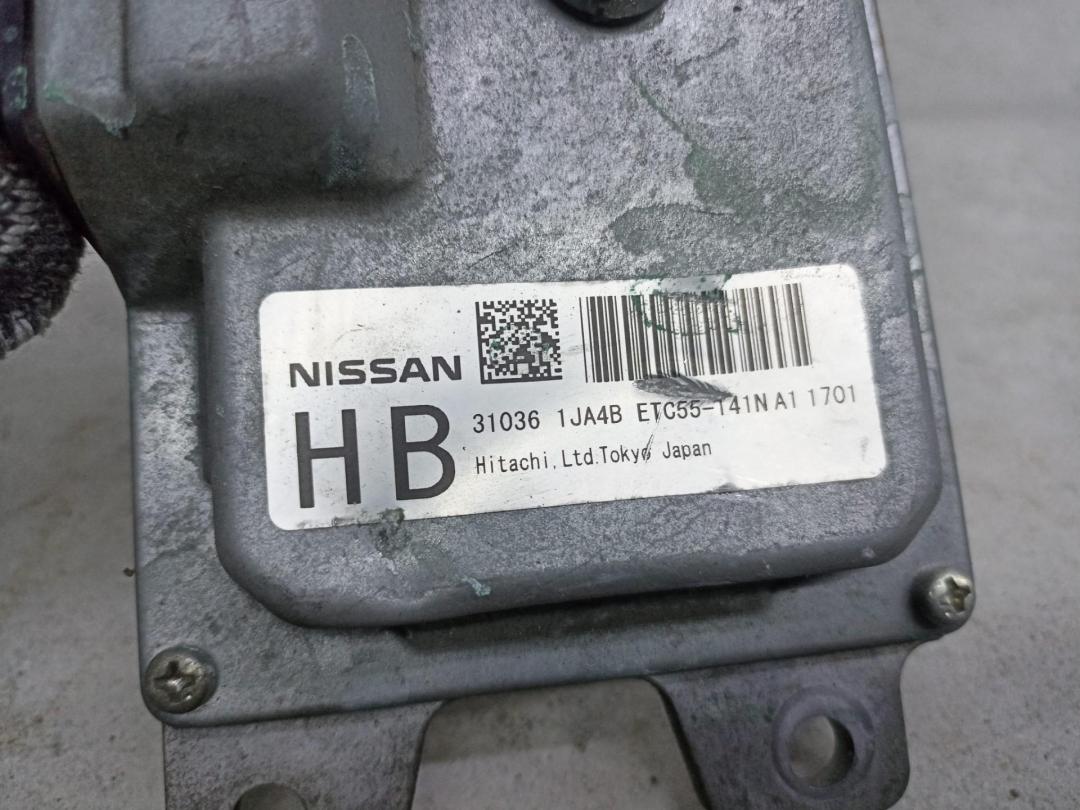 NISSAN
HB
31036 1JA4B ETC55-141N A1 1701
Hitachi,Ltd.Tokyo Japan